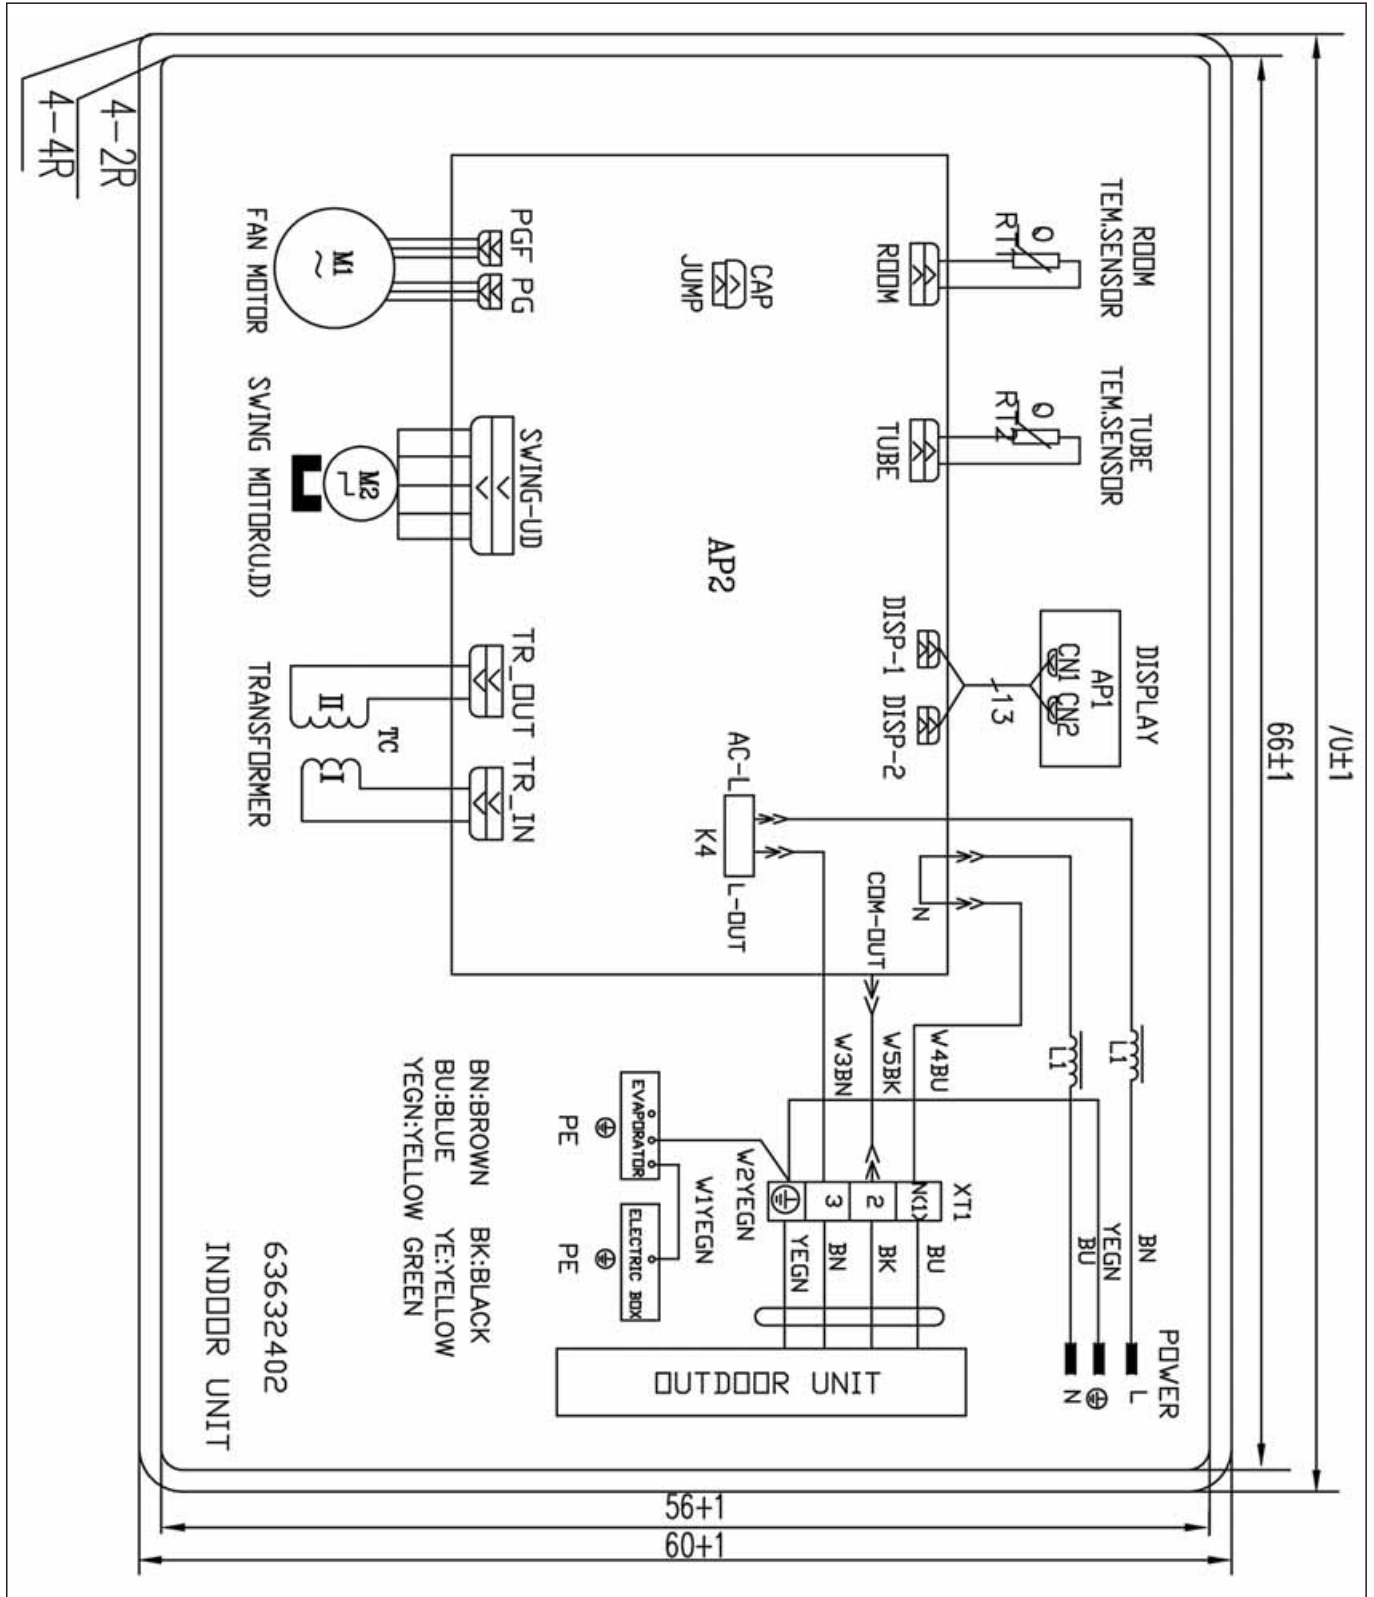 4-4R
4-2R
70±1
66±1
ROOM
TEM.SENSOR
TUBE
TEM.SENSOR
DISPLAY
POWER
RT1
RT2
AP1
CN1 CN2
13
L1
L1
BN
YEGN
BU
L
N
ROOM
TUBE
DISP-1
DISP-2
N
COM-OUT
W4BU
W5BK
W3BN
XT1
N(1)
2
3
BU
BK
BN
YEGN
CAP
JUMP
AP2
AC-L
K4
L-OUT
W2YEGN
W1YEGN
EVAPORATOR
PE
ELECTRIC BOX
PE
OUTDOOR UNIT
PGF
PG
SWING-UD
TR_OUT
TR_IN
M1
~
FAN MOTOR
M2
SWING MOTOR(U.D)
II
TC
I
TRANSFORMER
BN:BROWN BK:BLACK
BU:BLUE YE:YELLOW
YEGN:YELLOW GREEN
63632402
INDOOR UNIT
56+1
60+1